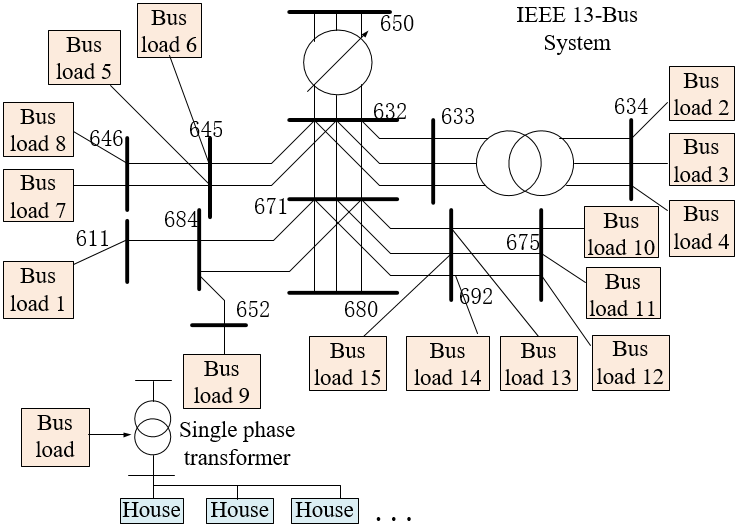 IEEE 13-Bus
System
650
Bus
load 6
Bus
load 5
632
633
634
Bus
load 2
Bus
load 8
646
645
Bus
load 3
Bus
load 7
671
684
Bus
load 4
611
675
Bus
load 10
Bus
load 1
Bus
load 11
652
680
692
Bus
load 9
Bus
load 15
Bus
load 14
Bus
load 13
Bus
load 12
Bus
load
Single phase
transformer
House
House
House
. . .